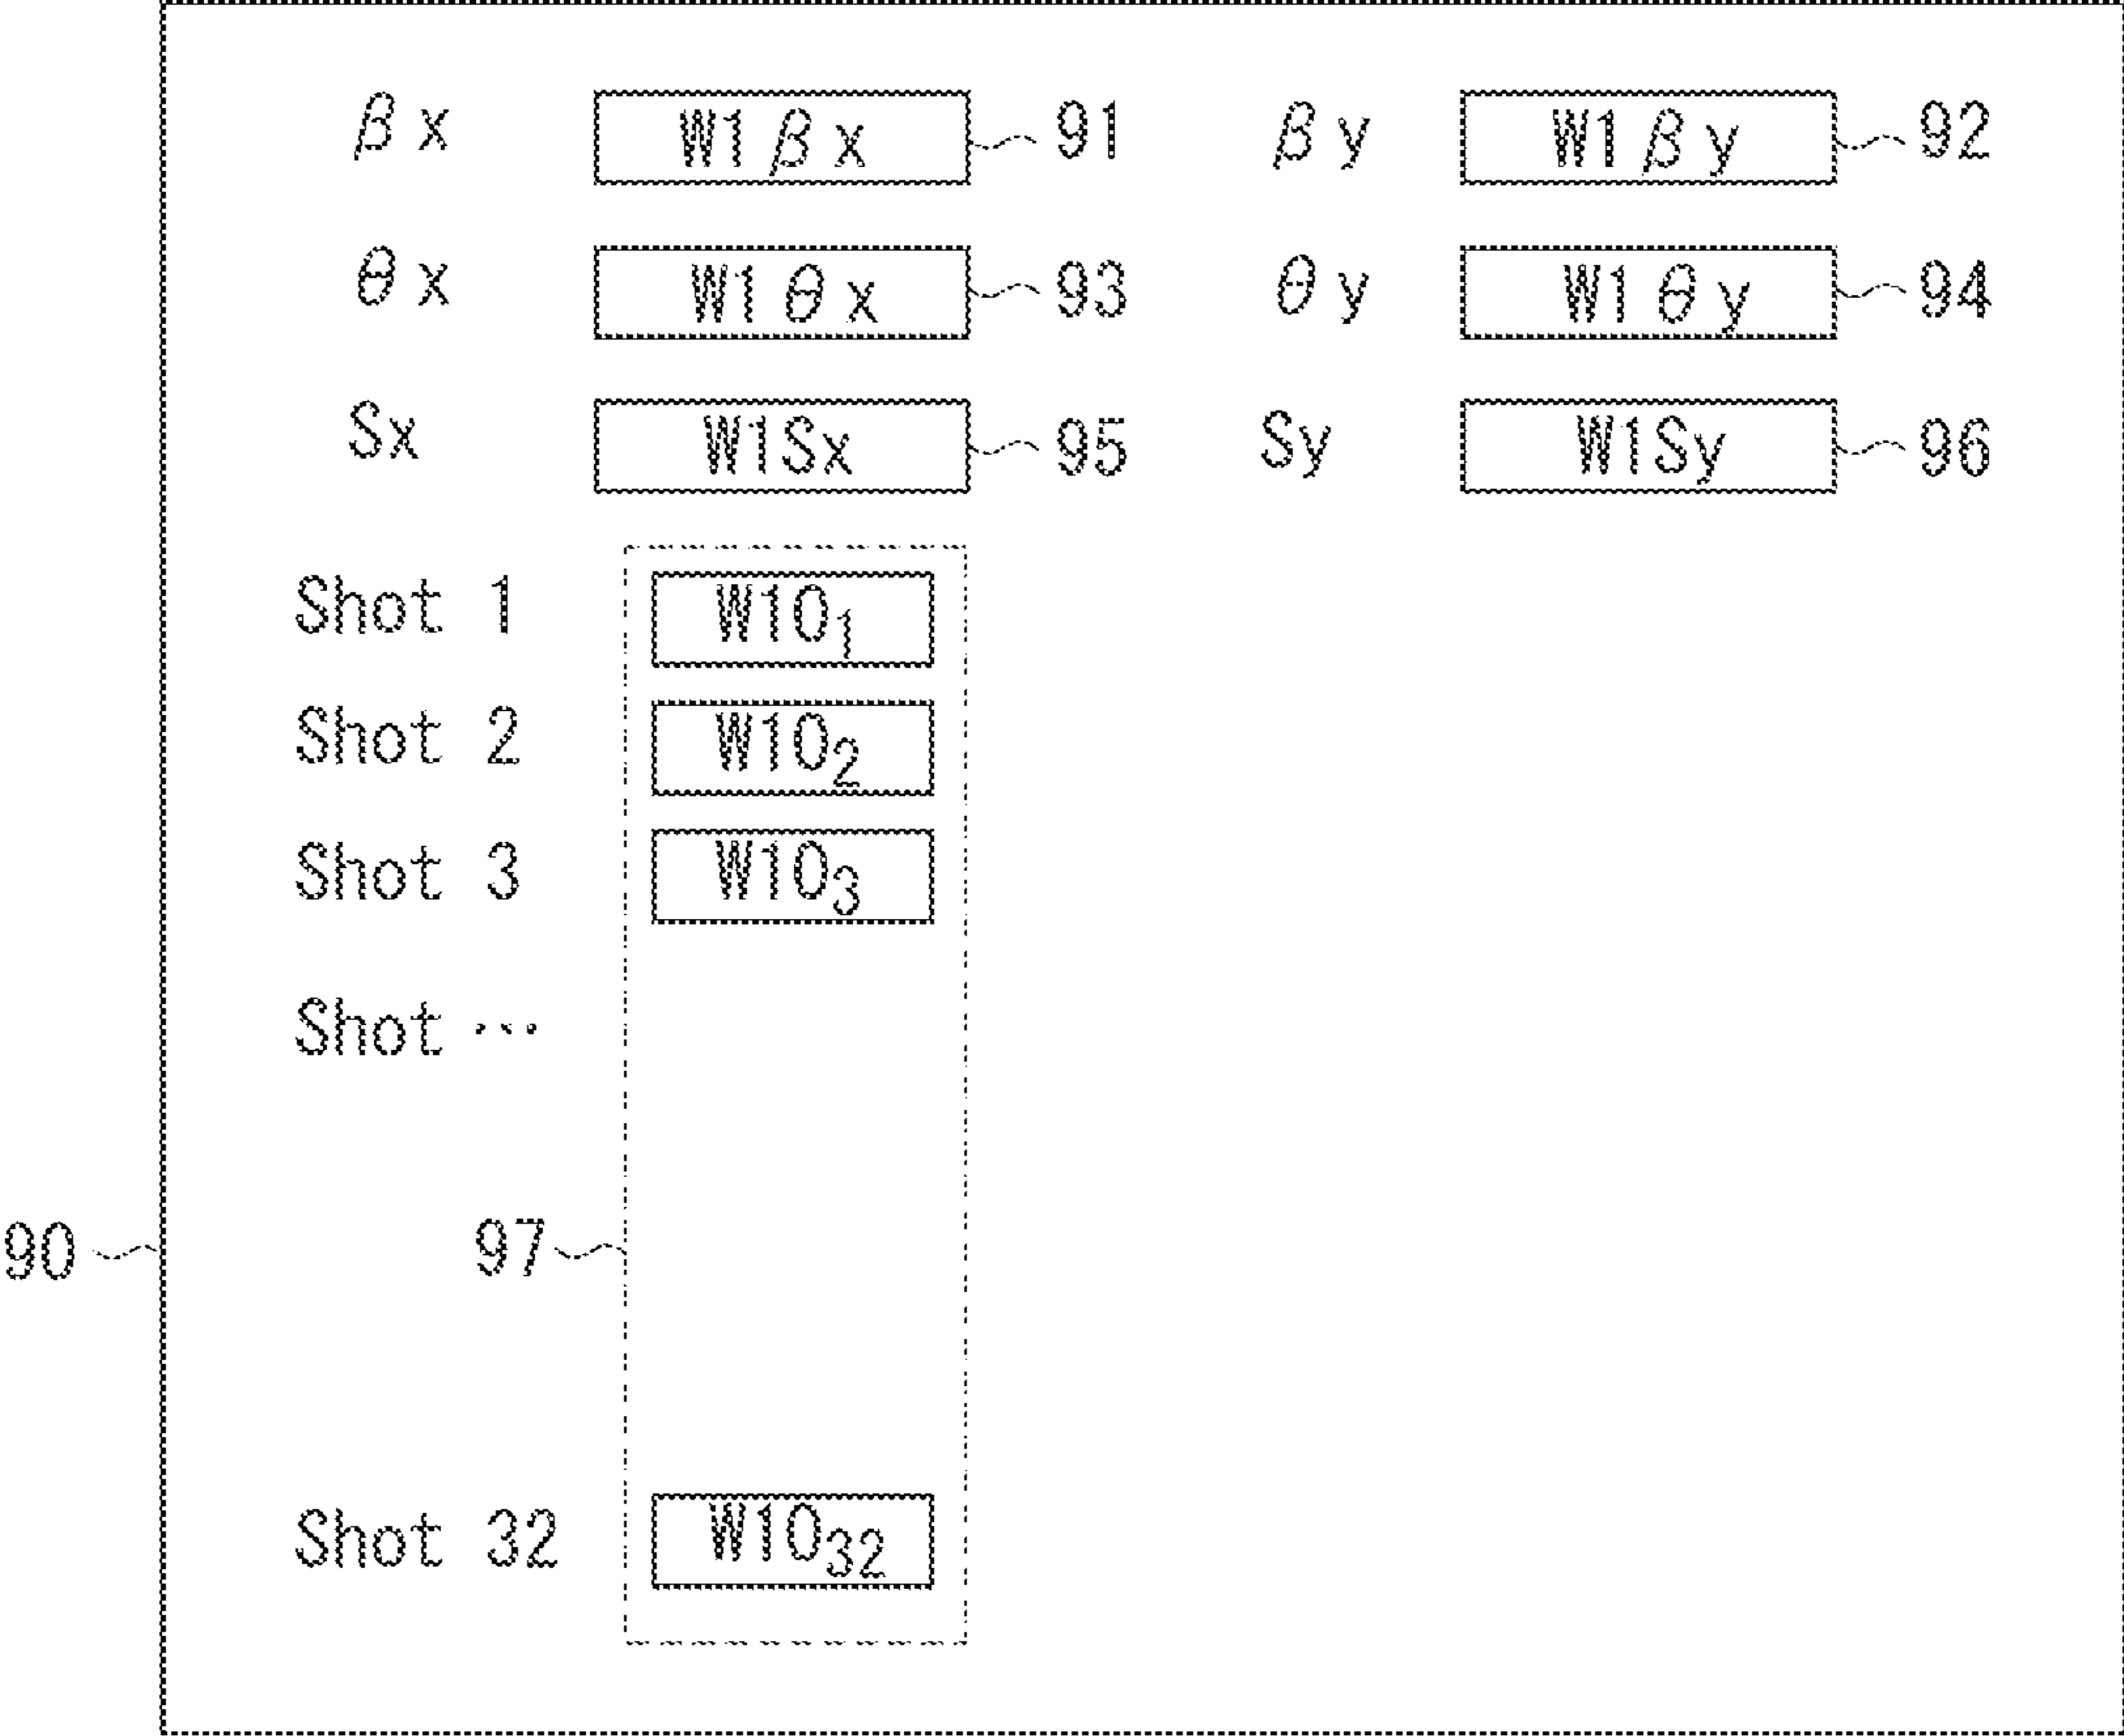 βx W1βx 91 βy W1βy 92
θx W1θx 93 θy W1θy 94
Sx W1Sx 95 Sy W1Sy 96
Shot 1 W1O₁
Shot 2 W1O₂
Shot 3 W1O₃
Shot ...
90 97
Shot 32 W1O₃₂